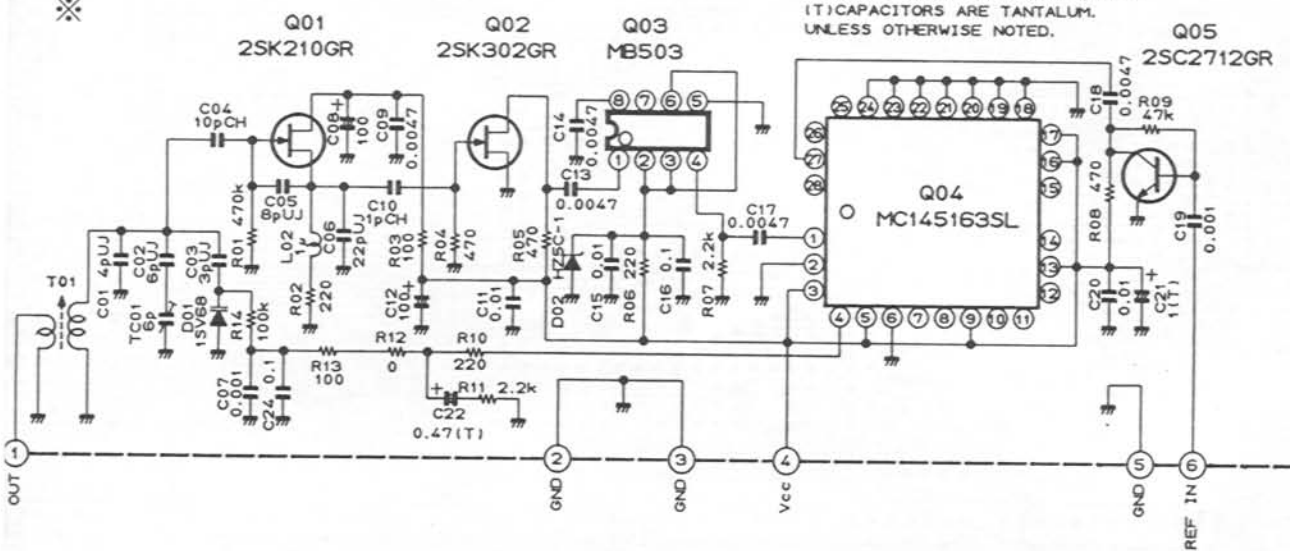 ※
(T)CAPACITORS ARE TANTALUM.
UNLESS OTHERWISE NOTED.
Q01
2SK210GR
Q02
2SK302GR
Q03
MB503
Q05
2SC2712GR
C04
10pCH
C08
100
+
C09
0.0047
C14
0.0047
8 7 6 5
1 2 3 4
C13
0.0047
C18
0.0047
R09
47k
25 24 23 22 21 20 19 18
26
27
28
17
16
15
Q04
MC145163SL
1
2
3
14
13
12
4 5 6 7 8 9 10 11
R08
470
C19
0.001
C20
0.01
C21
1(T)
+
C17
0.0047
R01
470k
C05
8pUJ
L02
1μ
C06
22pUJ
C10
1pCH
R03
100
R04
470
R05
470
HZ5C-1
D02
C15
0.01
R06
220
C16
0.1
R07
2.2k
T01
C01
4pUJ
C02
6pUJ
C03
3pUJ
TC01
6p
D01
1SV68
R14
100k
R02
220
C12
100
+
C11
0.01
R13
100
R12
0
R10
220
C07
0.001
C24
0.1
+
C22
0.47(T)
R11 2.2k
1
OUT
2
GND
3
GND
4
Vcc
5
GND
6
REF IN